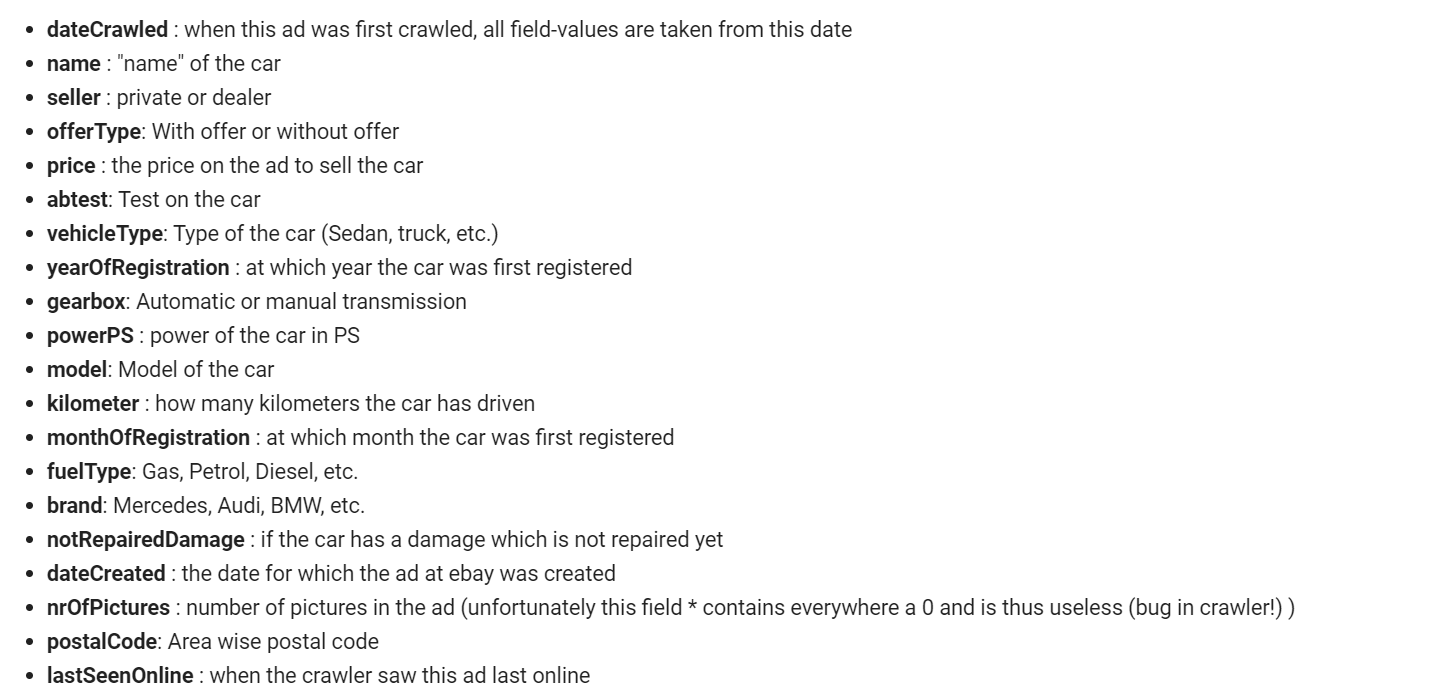 • dateCrawled : when this ad was first crawled, all field-values are taken from this date
• name : "name" of the car
• seller : private or dealer
• offerType: With offer or without offer
• price : the price on the ad to sell the car
• abtest: Test on the car
• vehicleType: Type of the car (Sedan, truck, etc.)
• yearOfRegistration : at which year the car was first registered
• gearbox: Automatic or manual transmission
• powerPS : power of the car in PS
• model: Model of the car
• kilometer : how many kilometers the car has driven
• monthOfRegistration : at which month the car was first registered
• fuelType: Gas, Petrol, Diesel, etc.
• brand: Mercedes, Audi, BMW, etc.
• notRepairedDamage : if the car has a damage which is not repaired yet
• dateCreated : the date for which the ad at ebay was created
• nrOfPictures : number of pictures in the ad (unfortunately this field * contains everywhere a 0 and is thus useless (bug in crawler!) )
• postalCode: Area wise postal code
• lastSeenOnline : when the crawler saw this ad last online